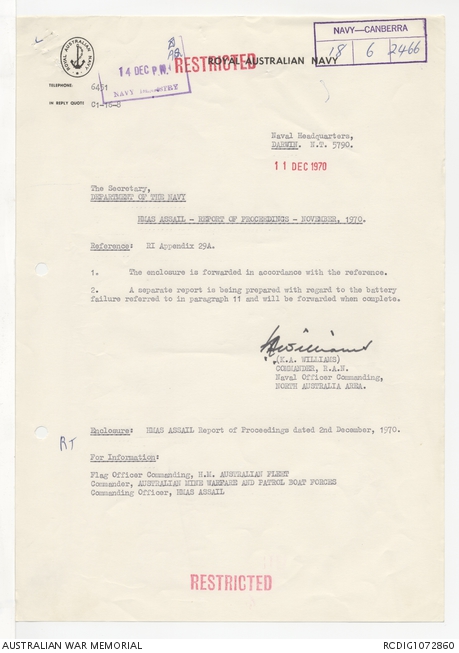 NAVY—CANBERRA
18 6 2466
ROYAL AUSTRALIAN NAVY
14 DEC P.M.
NAVY REGISTRY
RESTRICTED
ROYAL AUSTRALIAN NAVY
TELEPHONE: 6451
IN REPLY QUOTE C1-16-8
Naval Headquarters,
DARWIN. N.T. 5790.
11 DEC 1970
The Secretary,
DEPARTMENT OF THE NAVY
HMAS ASSAIL - REPORT OF PROCEEDINGS - NOVEMBER, 1970.
Reference: RI Appendix 29A.
1. The enclosure is forwarded in accordance with the reference.
2. A separate report is being prepared with regard to the battery
failure referred to in paragraph 11 and will be forwarded when complete.
(K.A. WILLIAMS)
COMMANDER, R.A.N.
Naval Officer Commanding,
NORTH AUSTRALIA AREA.
Enclosure: HMAS ASSAIL Report of Proceedings dated 2nd December, 1970.
RT
For Information:
Flag Officer Commanding, H.M. AUSTRALIAN FLEET
Commander, AUSTRALIAN MINE WARFARE AND PATROL BOAT FORCES
Commanding Officer, HMAS ASSAIL
RESTRICTED
AUSTRALIAN WAR MEMORIAL
RCDIG1072860